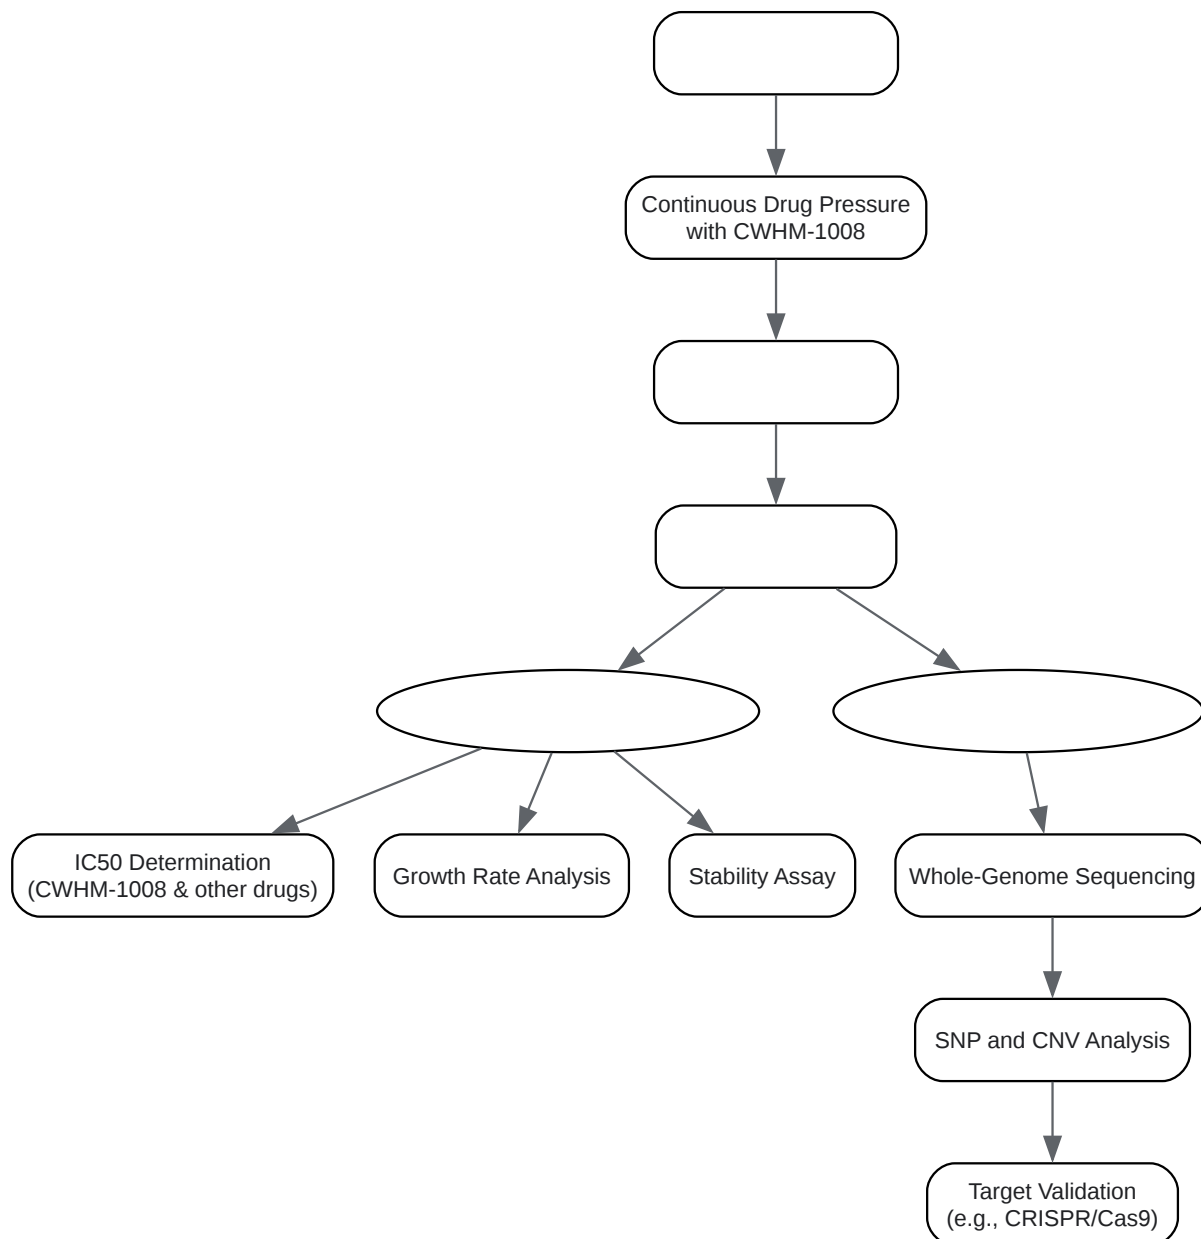 Continuous Drug Pressure
with CWHM-1008
IC50 Determination
(CWHM-1008 & other drugs)
Growth Rate Analysis
Stability Assay
Whole-Genome Sequencing
SNP and CNV Analysis
Target Validation
(e.g., CRISPR/Cas9)